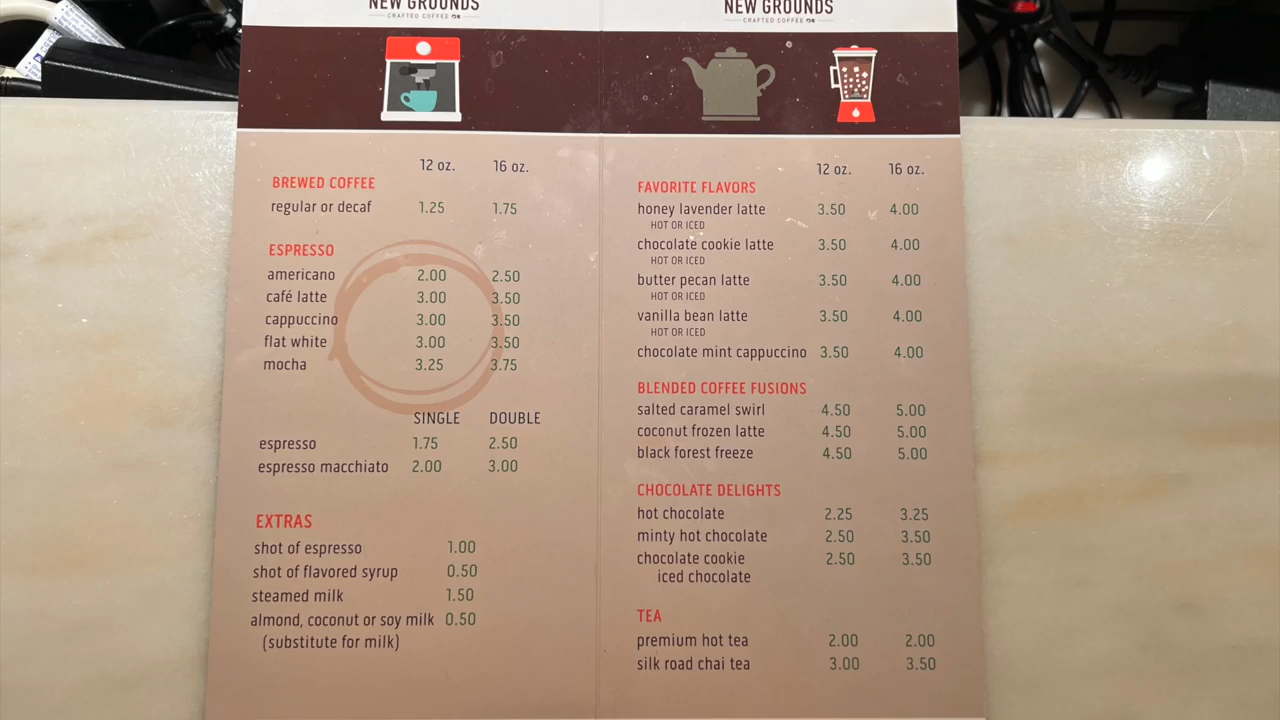 NEW GROUNDS
CRAFTED COFFEE
12 oz. 16 oz.
BREWED COFFEE
regular or decaf 1.25 1.75
ESPRESSO
americano 2.00 2.50
café latte 3.00 3.50
cappuccino 3.00 3.50
flat white 3.00 3.50
mocha 3.25 3.75
SINGLE DOUBLE
espresso 1.75 2.50
espresso macchiato 2.00 3.00
EXTRAS
shot of espresso 1.00
shot of flavored syrup 0.50
steamed milk 1.50
almond, coconut or soy milk 0.50
(substitute for milk)
NEW GROUNDS
CRAFTED COFFEE
12 oz. 16 oz.
FAVORITE FLAVORS
honey lavender latte 3.50 4.00
HOT OR ICED
chocolate cookie latte 3.50 4.00
HOT OR ICED
butter pecan latte 3.50 4.00
HOT OR ICED
vanilla bean latte 3.50 4.00
HOT OR ICED
chocolate mint cappuccino 3.50 4.00
BLENDED COFFEE FUSIONS
salted caramel swirl 4.50 5.00
coconut frozen latte 4.50 5.00
black forest freeze 4.50 5.00
CHOCOLATE DELIGHTS
hot chocolate 2.25 3.25
minty hot chocolate 2.50 3.50
chocolate cookie 2.50 3.50
iced chocolate
TEA
premium hot tea 2.00 2.00
silk road chai tea 3.00 3.50